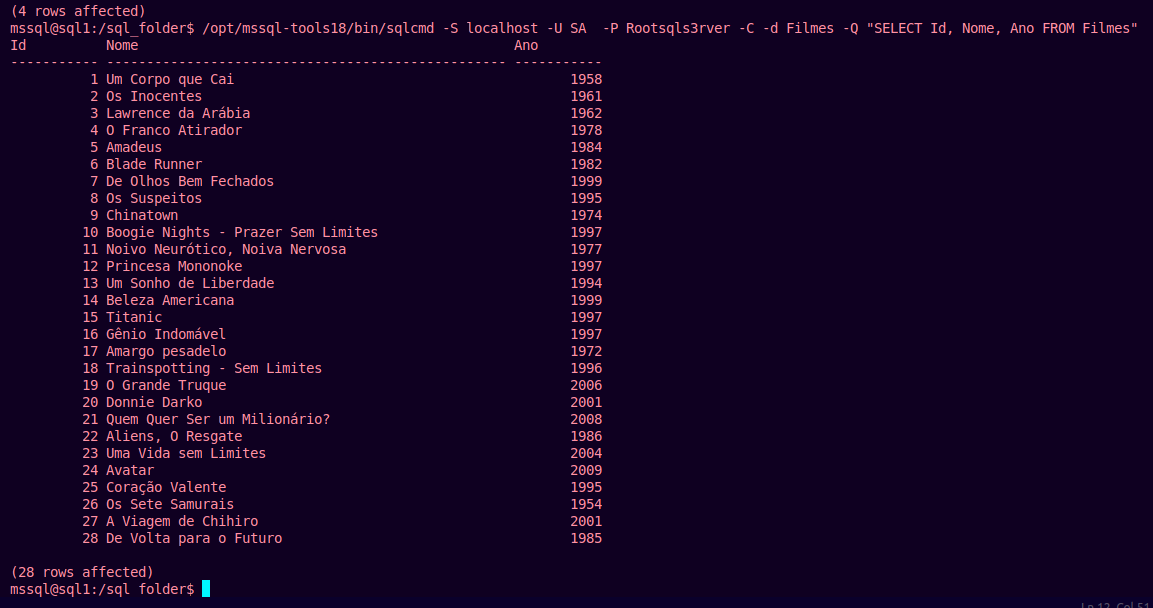 (4 rows affected)
mssql@sql1:/sql_folder$ /opt/mssql-tools18/bin/sqlcmd -S localhost -U SA  -P Rootsqls3rver -C -d Filmes -Q "SELECT Id, Nome, Ano FROM Filmes"
Id          Nome                                               Ano
----------- -------------------------------------------------- -----------
          1 Um Corpo que Cai                                          1958
          2 Os Inocentes                                              1961
          3 Lawrence da Arábia                                        1962
          4 O Franco Atirador                                         1978
          5 Amadeus                                                   1984
          6 Blade Runner                                              1982
          7 De Olhos Bem Fechados                                     1999
          8 Os Suspeitos                                              1995
          9 Chinatown                                                 1974
         10 Boogie Nights - Prazer Sem Limites                        1997
         11 Noivo Neurótico, Noiva Nervosa                            1977
         12 Princesa Mononoke                                         1997
         13 Um Sonho de Liberdade                                     1994
         14 Beleza Americana                                          1999
         15 Titanic                                                   1997
         16 Gênio Indomável                                           1997
         17 Amargo pesadelo                                           1972
         18 Trainspotting - Sem Limites                               1996
         19 O Grande Truque                                           2006
         20 Donnie Darko                                              2001
         21 Quem Quer Ser um Milionário?                              2008
         22 Aliens, O Resgate                                         1986
         23 Uma Vida sem Limites                                      2004
         24 Avatar                                                    2009
         25 Coração Valente                                           1995
         26 Os Sete Samurais                                          1954
         27 A Viagem de Chihiro                                       2001
         28 De Volta para o Futuro                                    1985

(28 rows affected)
mssql@sql1:/sql folder$
Ln 12, Col 51